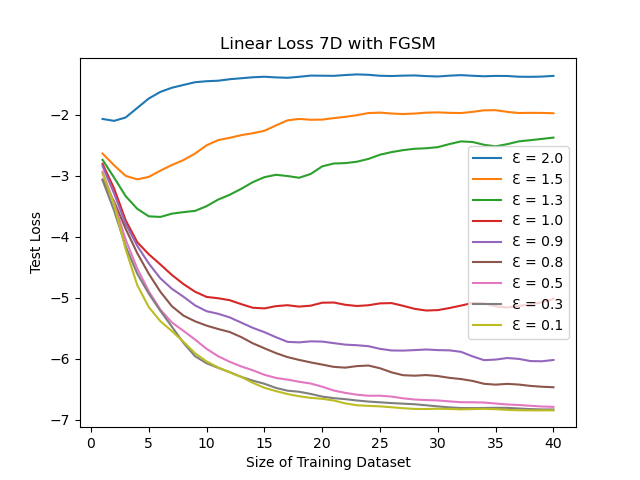 Linear Loss 7D with FGSM
Test Loss
−2
−3
−4
−5
−6
−7
0 5 10 15 20 25 30 35 40
Size of Training Dataset
Ɛ = 2.0
Ɛ = 1.5
Ɛ = 1.3
Ɛ = 1.0
Ɛ = 0.9
Ɛ = 0.8
Ɛ = 0.5
Ɛ = 0.3
Ɛ = 0.1